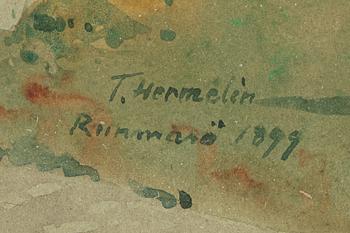 T. Hermelin
Runmarö 1899